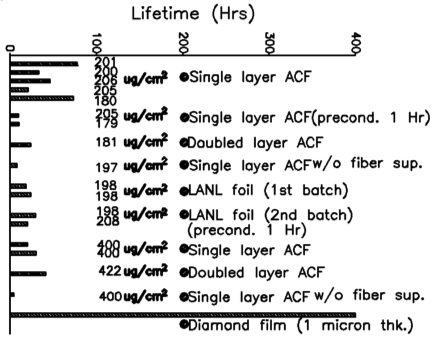 Lifetime (Hrs)
0 100 200 300 400
201
200 ug/cm² Single layer ACF
206
205
180
205 ug/cm² Single layer ACF(precond. 1 Hr)
179
181 ug/cm² Doubled layer ACF
197 ug/cm² Single layer ACF w/o fiber sup.
198 ug/cm² LANL foil (1st batch)
198
198 ug/cm² LANL foil (2nd batch)
208 (precond. 1 Hr)
400 ug/cm² Single layer ACF
400
422 ug/cm² Doubled layer ACF
400 ug/cm² Single layer ACF w/o fiber sup.
Diamond film (1 micron thk.)